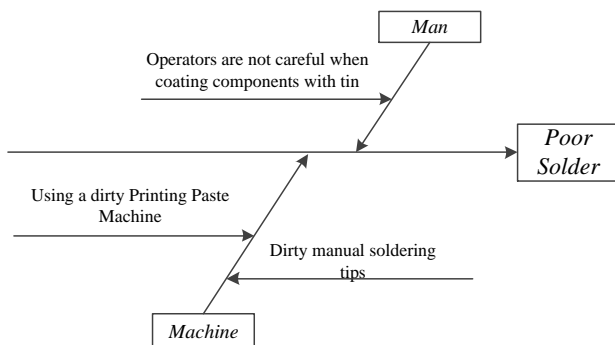 Man
Operators are not careful when
coating components with tin
Poor
Solder
Using a dirty Printing Paste
Machine
Dirty manual soldering
tips
Machine